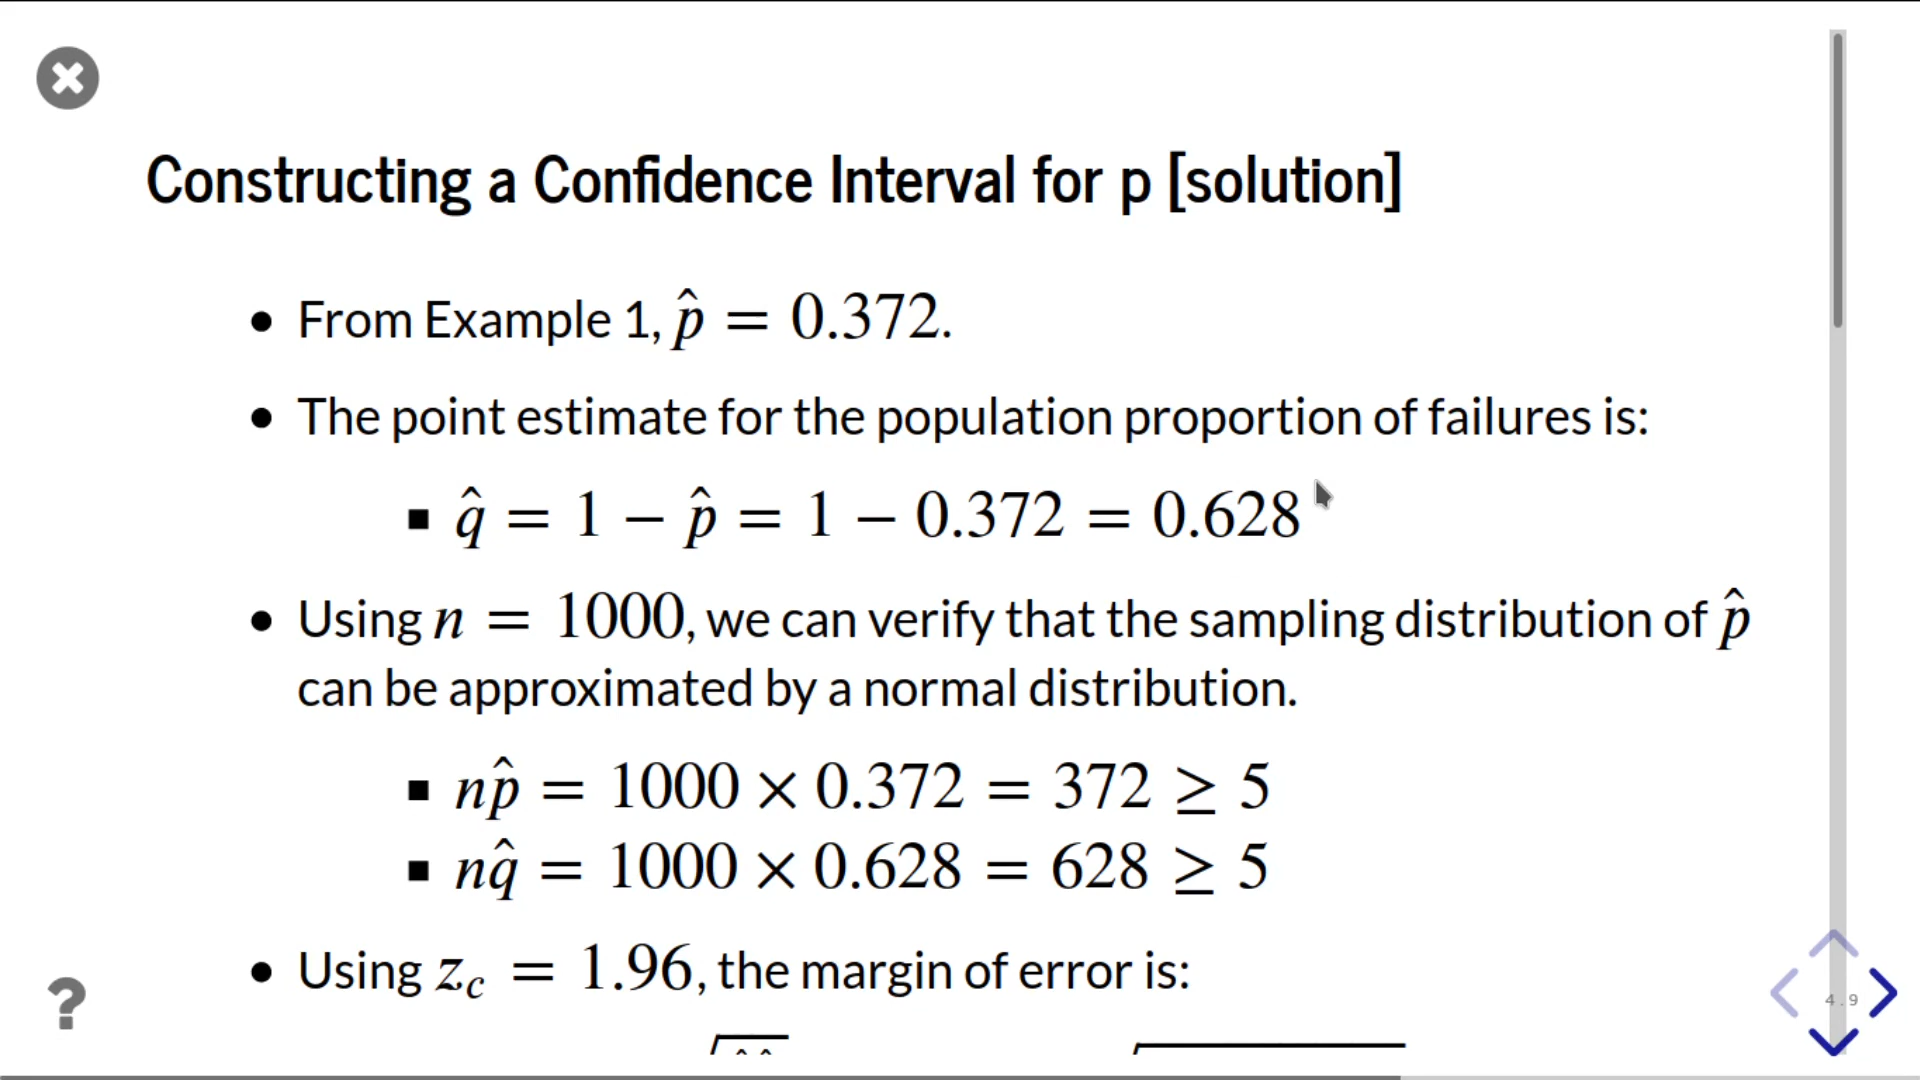 Constructing a Confidence Interval for p [solution]
• From Example 1, p̂ = 0.372.
• The point estimate for the population proportion of failures is:
▪ q̂ = 1 − p̂ = 1 − 0.372 = 0.628
• Using n = 1000, we can verify that the sampling distribution of p̂
can be approximated by a normal distribution.
▪ np̂ = 1000 × 0.372 = 372 ≥ 5
▪ nq̂ = 1000 × 0.628 = 628 ≥ 5
• Using z_c = 1.96, the margin of error is:
?
4.9